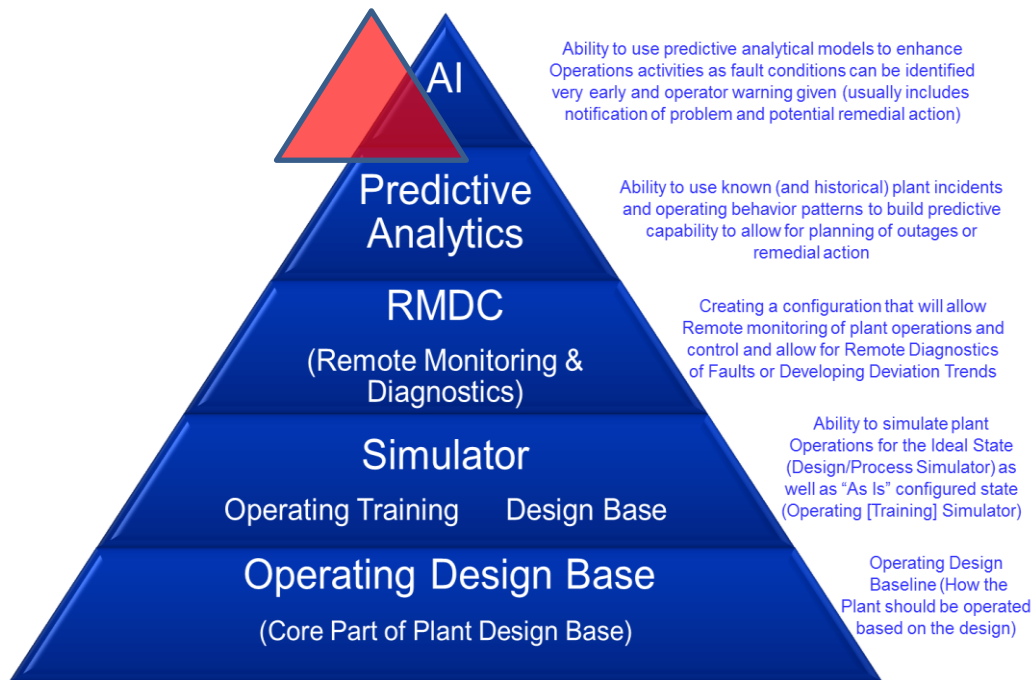 AI
Ability to use predictive analytical models to enhance
Operations activities as fault conditions can be identified
very early and operator warning given (usually includes
notification of problem and potential remedial action)
Predictive
Analytics
Ability to use known (and historical) plant incidents
and operating behavior patterns to build predictive
capability to allow for planning of outages or
remedial action
RMDC
(Remote Monitoring &
Diagnostics)
Creating a configuration that will allow
Remote monitoring of plant operations and
control and allow for Remote Diagnostics
of Faults or Developing Deviation Trends
Simulator
Operating Training Design Base
Ability to simulate plant
Operations for the Ideal State
(Design/Process Simulator) as
well as “As Is” configured state
(Operating [Training] Simulator)
Operating Design Base
(Core Part of Plant Design Base)
Operating Design
Baseline (How the
Plant should be operated
based on the design)